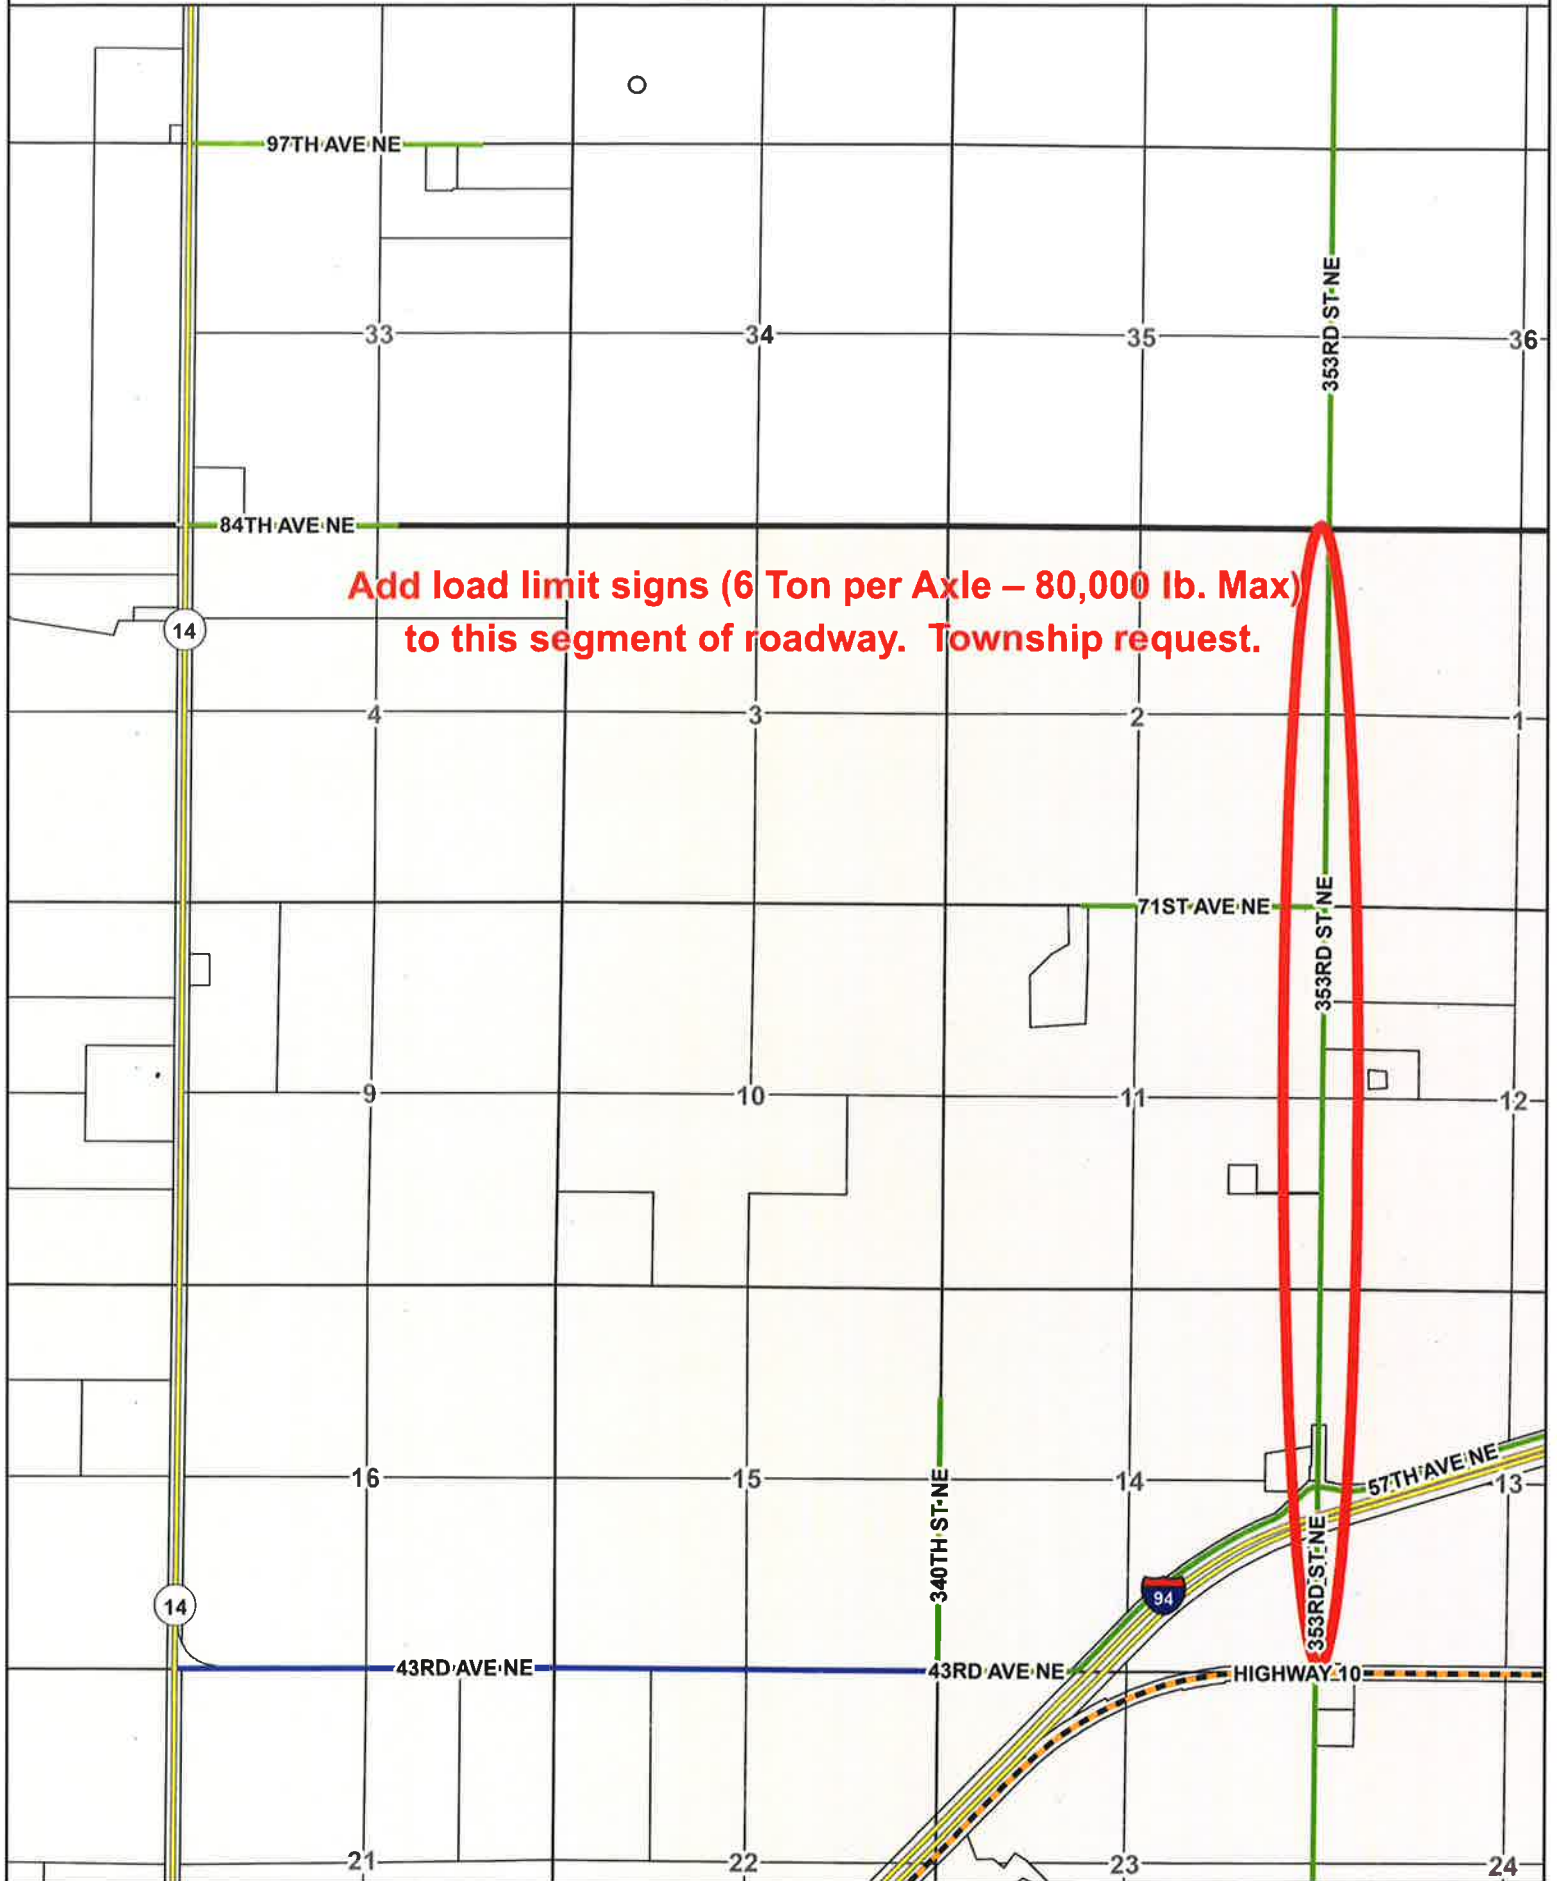 97TH AVE NE
353RD ST NE
33
34
35
36
84TH AVE NE
Add load limit signs (6 Ton per Axle – 80,000 lb. Max)
to this segment of roadway.  Township request.
14
4
3
2
1
71ST AVE NE
353RD ST NE
9
10
11
12
16
15
14
13
57TH AVE NE
340TH ST NE
353RD ST NE
94
14
43RD AVE NE
43RD AVE NE
HIGHWAY 10
21
22
23
24